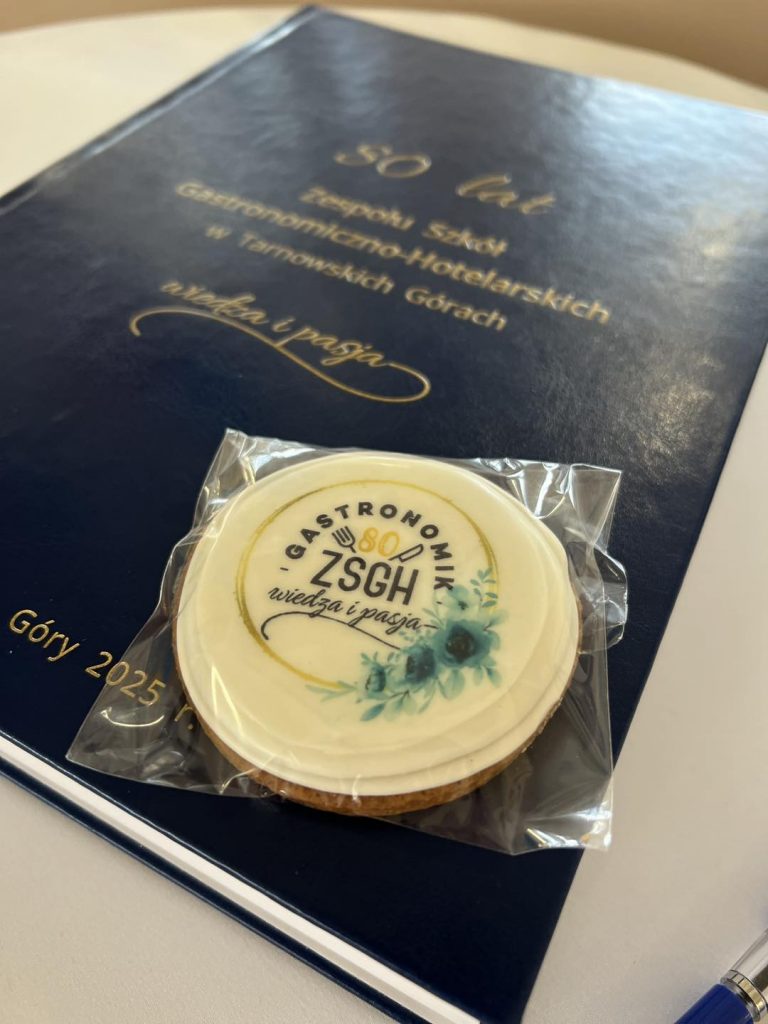 80 lat
Zespołu Szkół
Gastronomiczno-Hotelarskich
w Tarnowskich Górach
wiedza i pasja
GASTRONOMIK
80
ZSGH
wiedza i pasja
Góry 2025 r.